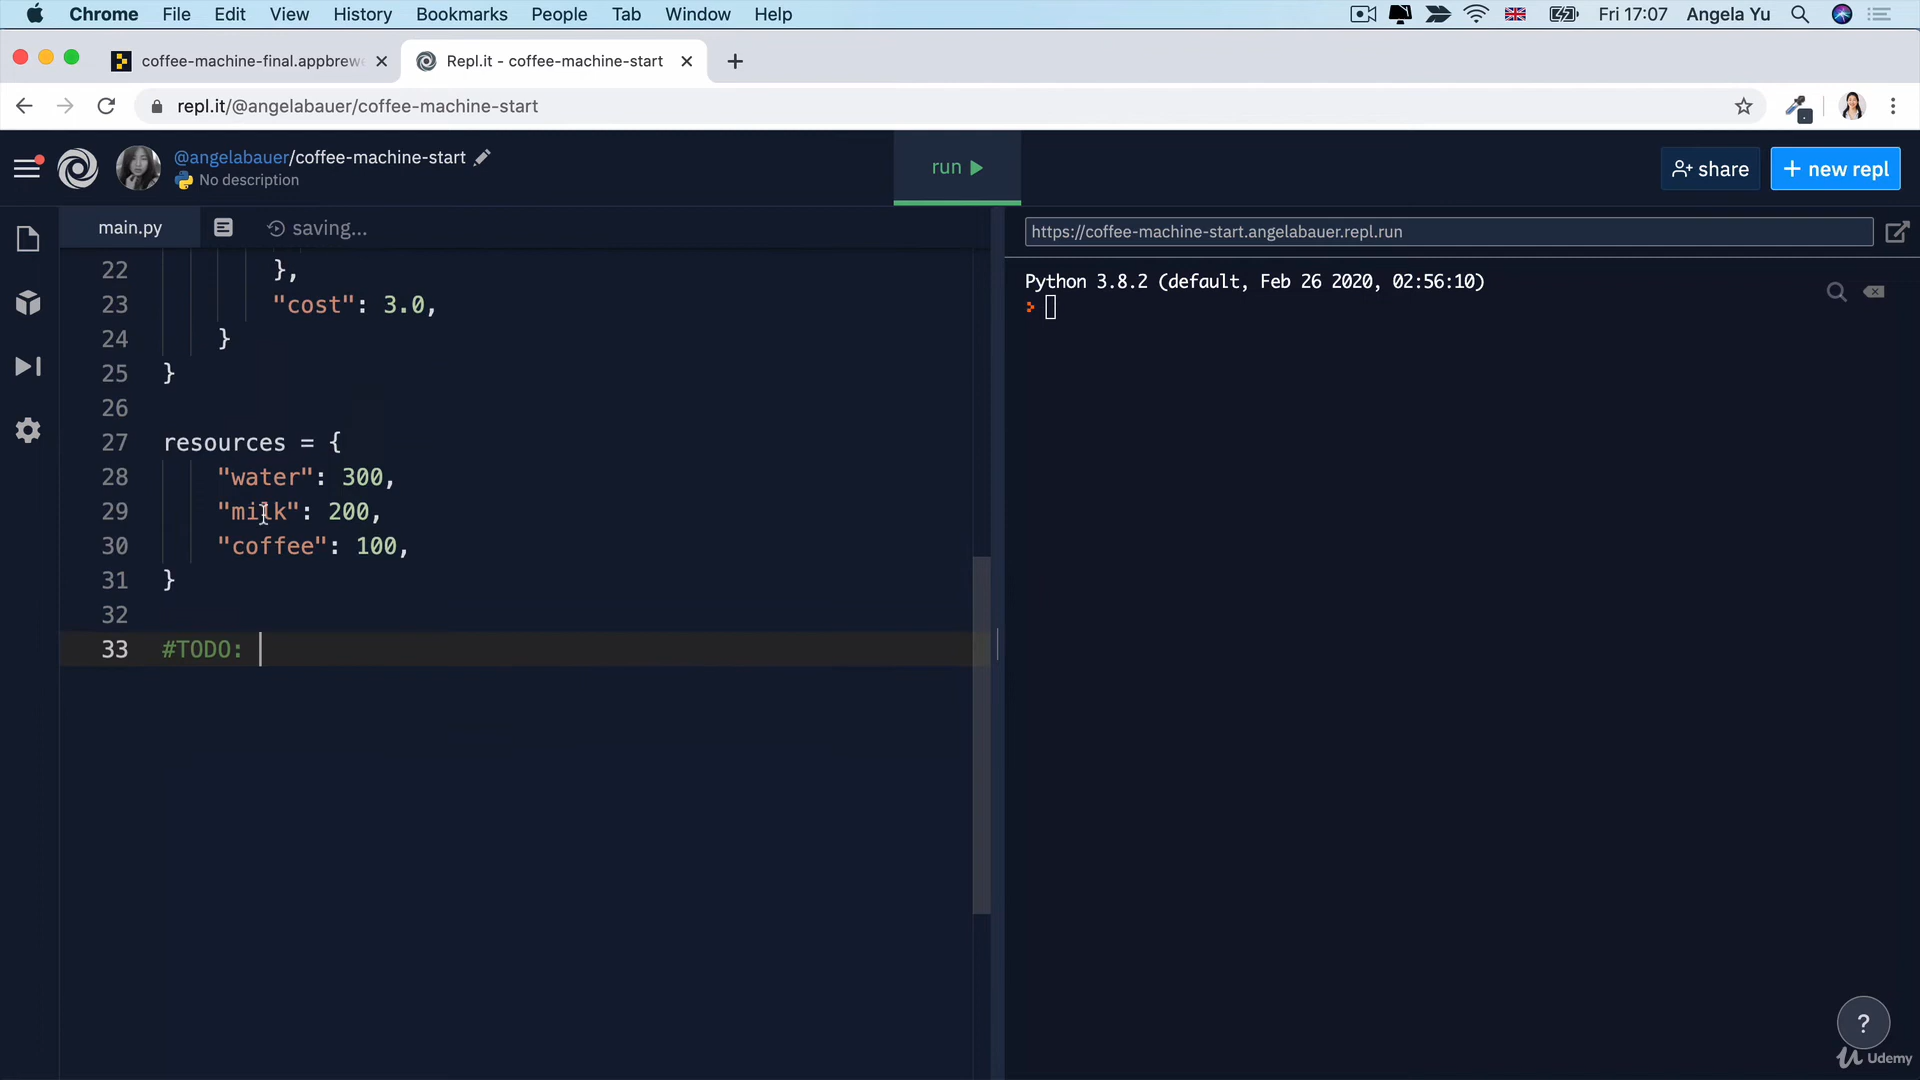 Chrome File Edit View History Bookmarks People Tab Window Help Fri 17:07 Angela Yu
coffee-machine-final.appbrewe Repl.it - coffee-machine-start
repl.it/@angelabauer/coffee-machine-start
@angelabauer/coffee-machine-start
No description
run
share
+ new repl
main.py saving...
https://coffee-machine-start.angelabauer.repl.run
22 },
23 "cost": 3.0,
24 }
25 }
26
27 resources = {
28 "water": 300,
29 "milk": 200,
30 "coffee": 100,
31 }
32
33 #TODO:
Python 3.8.2 (default, Feb 26 2020, 02:56:10)
?
Udemy